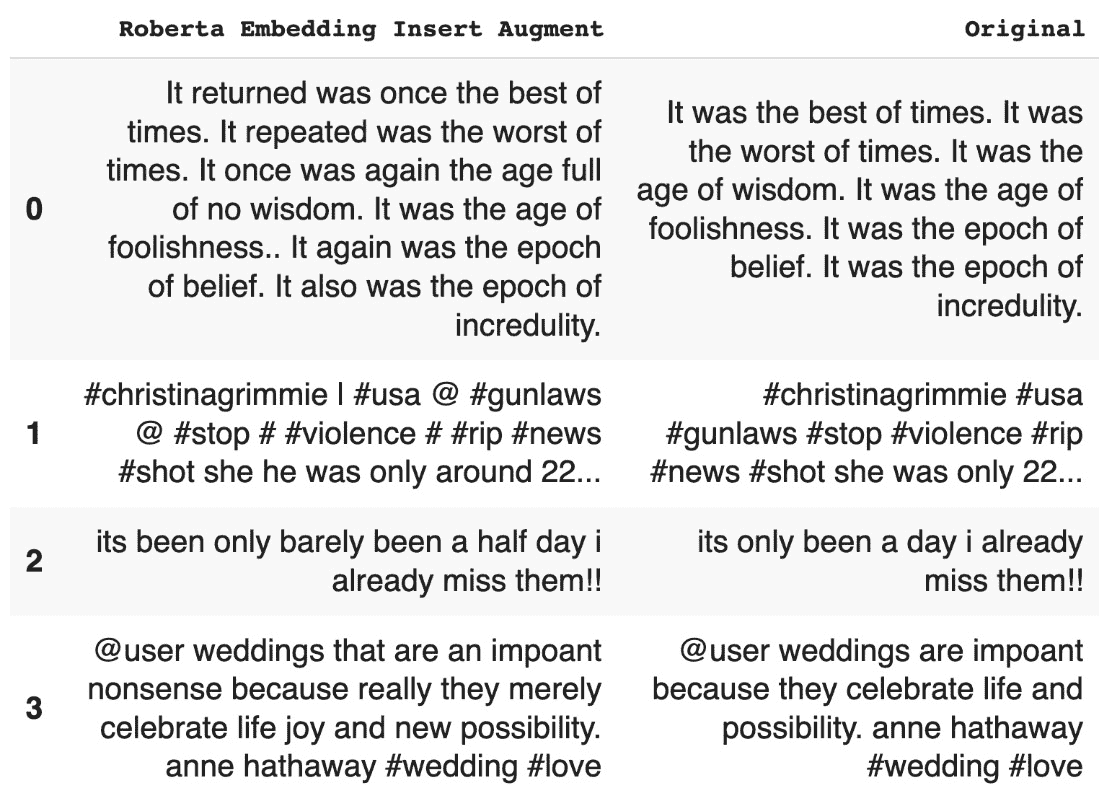 Roberta Embedding Insert Augment Original
0
It returned was once the best of
times. It repeated was the worst of
times. It once was again the age full
of no wisdom. It was the age of
foolishness.. It again was the epoch
of belief. It also was the epoch of
incredulity.
It was the best of times. It was
the worst of times. It was the
age of wisdom. It was the age of
foolishness. It was the epoch of
belief. It was the epoch of
incredulity.
1
#christinagrimmie | #usa @ #gunlaws
@ #stop # #violence # #rip #news
#shot she he was only around 22...
#christinagrimmie #usa
#gunlaws #stop #violence #rip
#news #shot she was only 22...
2
its been only barely been a half day i
already miss them!!
its only been a day i already
miss them!!
3
@user weddings that are an impoant
nonsense because really they merely
celebrate life joy and new possibility.
anne hathaway #wedding #love
@user weddings are impoant
because they celebrate life and
possibility. anne hathaway
#wedding #love